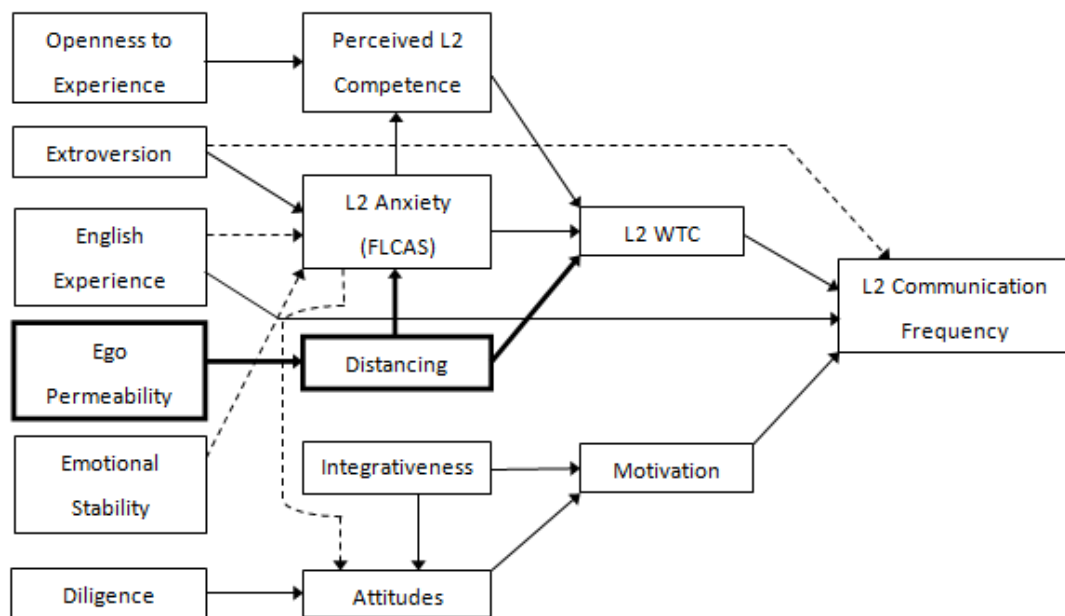 Openness to
Experience
Perceived L2
Competence
Extroversion
L2 Anxiety
(FLCAS)
English
Experience
L2 WTC
L2 Communication
Frequency
Ego
Permeability
Distancing
Emotional
Stability
Integrativeness
Motivation
Diligence
Attitudes